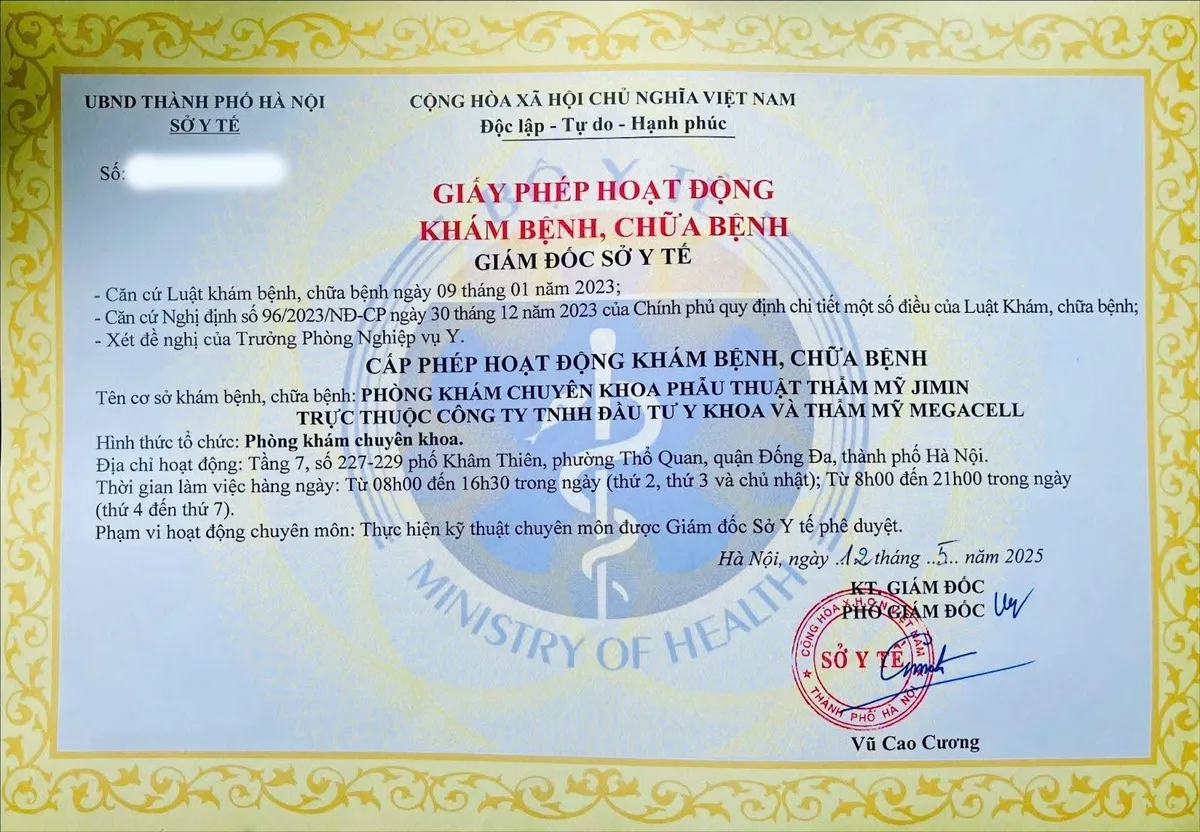 UBND THÀNH PHỐ HÀ NỘI
SỞ Y TẾ
CỘNG HÒA XÃ HỘI CHỦ NGHĨA VIỆT NAM
Độc lập - Tự do - Hạnh phúc
Số:
BỘ Y TẾ
GIẤY PHÉP HOẠT ĐỘNG
KHÁM BỆNH, CHỮA BỆNH
GIÁM ĐỐC SỞ Y TẾ
- Căn cứ Luật khám bệnh, chữa bệnh ngày 09 tháng 01 năm 2023;
- Căn cứ Nghị định số 96/2023/NĐ-CP ngày 30 tháng 12 năm 2023 của Chính phủ quy định chi tiết một số điều của Luật Khám, chữa bệnh;
- Xét đề nghị của Trưởng Phòng Nghiệp vụ Y.
CẤP PHÉP HOẠT ĐỘNG KHÁM BỆNH, CHỮA BỆNH
Tên cơ sở khám bệnh, chữa bệnh: PHÒNG KHÁM CHUYÊN KHOA PHẪU THUẬT THẨM MỸ JIMIN
TRỰC THUỘC CÔNG TY TNHH ĐẦU TƯ Y KHOA VÀ THẨM MỸ MEGACELL
Hình thức tổ chức: Phòng khám chuyên khoa.
Địa chỉ hoạt động: Tầng 7, số 227-229 phố Khâm Thiên, phường Thổ Quan, quận Đống Đa, thành phố Hà Nội.
Thời gian làm việc hàng ngày: Từ 08h00 đến 16h30 trong ngày (thứ 2, thứ 3 và chủ nhật); Từ 8h00 đến 21h00 trong ngày
(thứ 4 đến thứ 7).
Phạm vi hoạt động chuyên môn: Thực hiện kỹ thuật chuyên môn được Giám đốc Sở Y tế phê duyệt.
Hà Nội, ngày .12 tháng ..5.. năm 2025
MINISTRY OF HEALTH
KT. GIÁM ĐỐC
PHÓ GIÁM ĐỐC
CỘNG HÒA X.H.C.N VIỆT NAM
SỞ Y TẾ
THÀNH PHỐ HÀ NỘI
Vũ Cao Cương